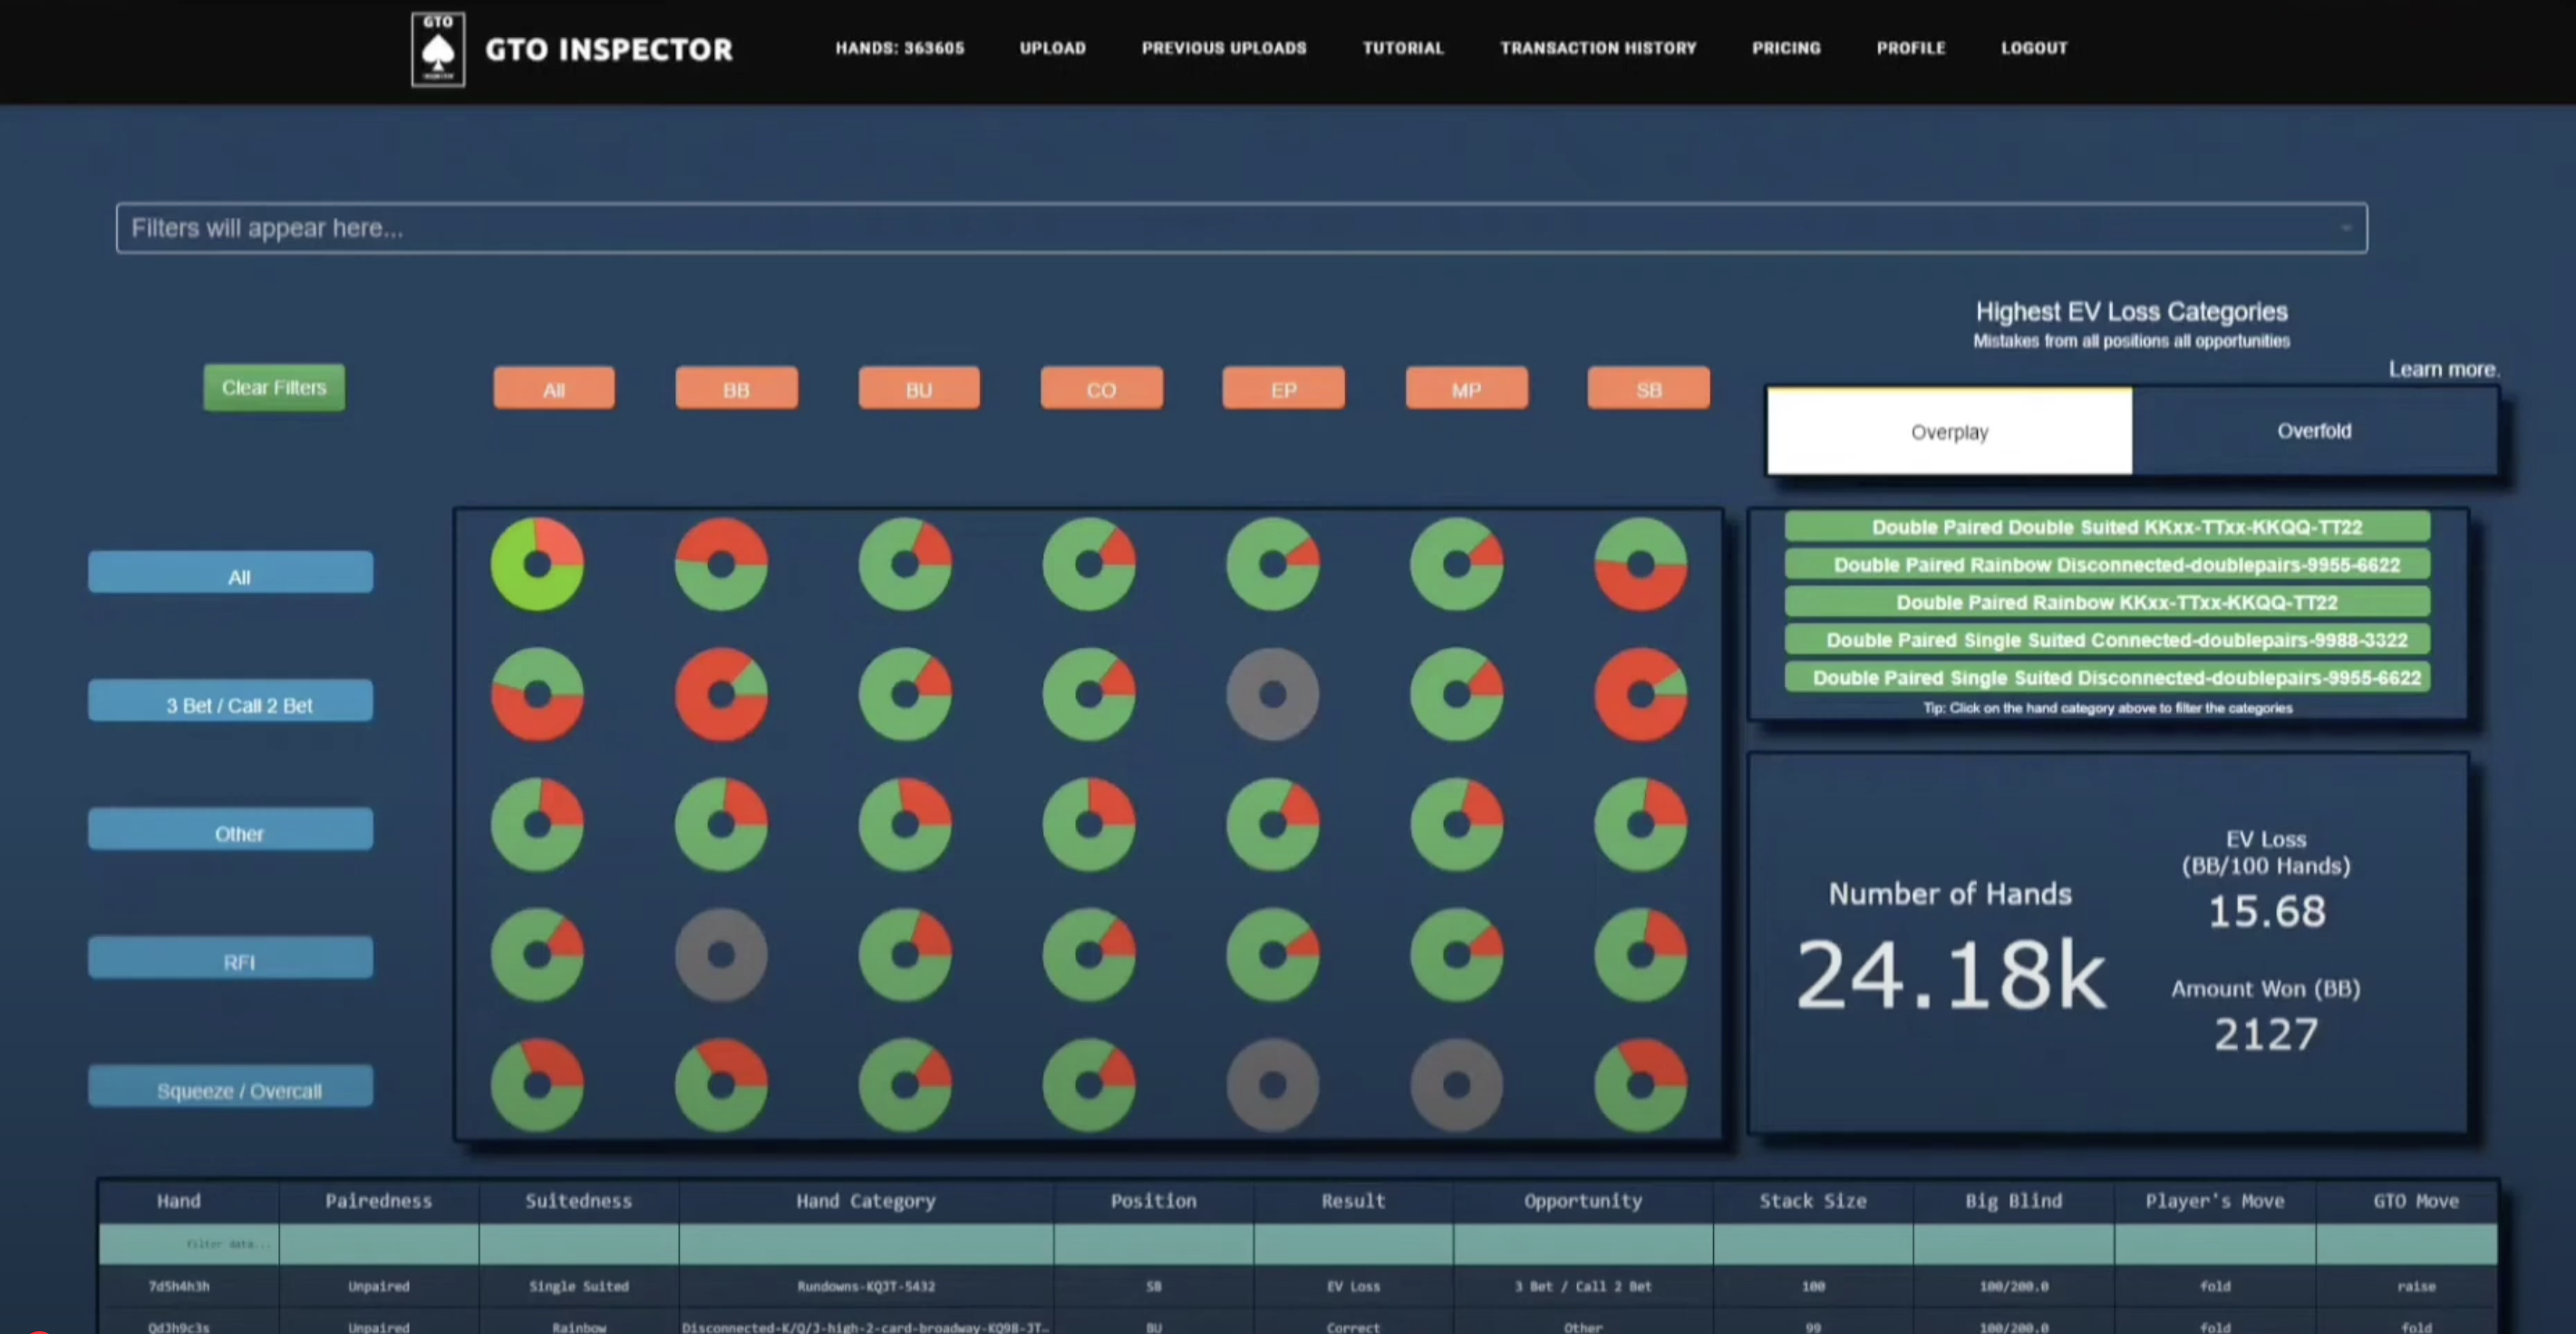 GTO
GTO INSPECTOR
HANDS: 363605
UPLOAD
PREVIOUS UPLOADS
TUTORIAL
TRANSACTION HISTORY
PRICING
PROFILE
LOGOUT
Filters will appear here...
Highest EV Loss Categories
Mistakes from all positions all opportunities
Learn more.
Clear Filters
All
BB
BU
CO
EP
MP
SB
Overplay
Overfold
All
3 Bet / Call 2 Bet
Other
RFI
Squeeze / Overcall
Double Paired Double Suited KKxx-TTxx-KKQQ-TT22
Double Paired Rainbow Disconnected-doublepairs-9955-6622
Double Paired Rainbow KKxx-TTxx-KKQQ-TT22
Double Paired Single Suited Connected-doublepairs-9988-3322
Double Paired Single Suited Disconnected-doublepairs-9955-6622
Tip: Click on the hand category above to filter the categories
Number of Hands
24.18k
EV Loss
(BB/100 Hands)
15.68
Amount Won (BB)
2127
Hand Pairedness Suitedness Hand Category Position Result Opportunity Stack Size Big Blind Player's Move GTO Move
filter data...
7d5h4h3h Unpaired Single Suited Rundowns-KQJT-5432 SB EV Loss 3 Bet / Call 2 Bet 100 100/200.0 fold raise
QdJh9c3s Unpaired Rainbow Disconnected-K/Q/J-high-2-card-broadway-KQ98-JT… BU Correct Other 99 100/200.0 fold fold